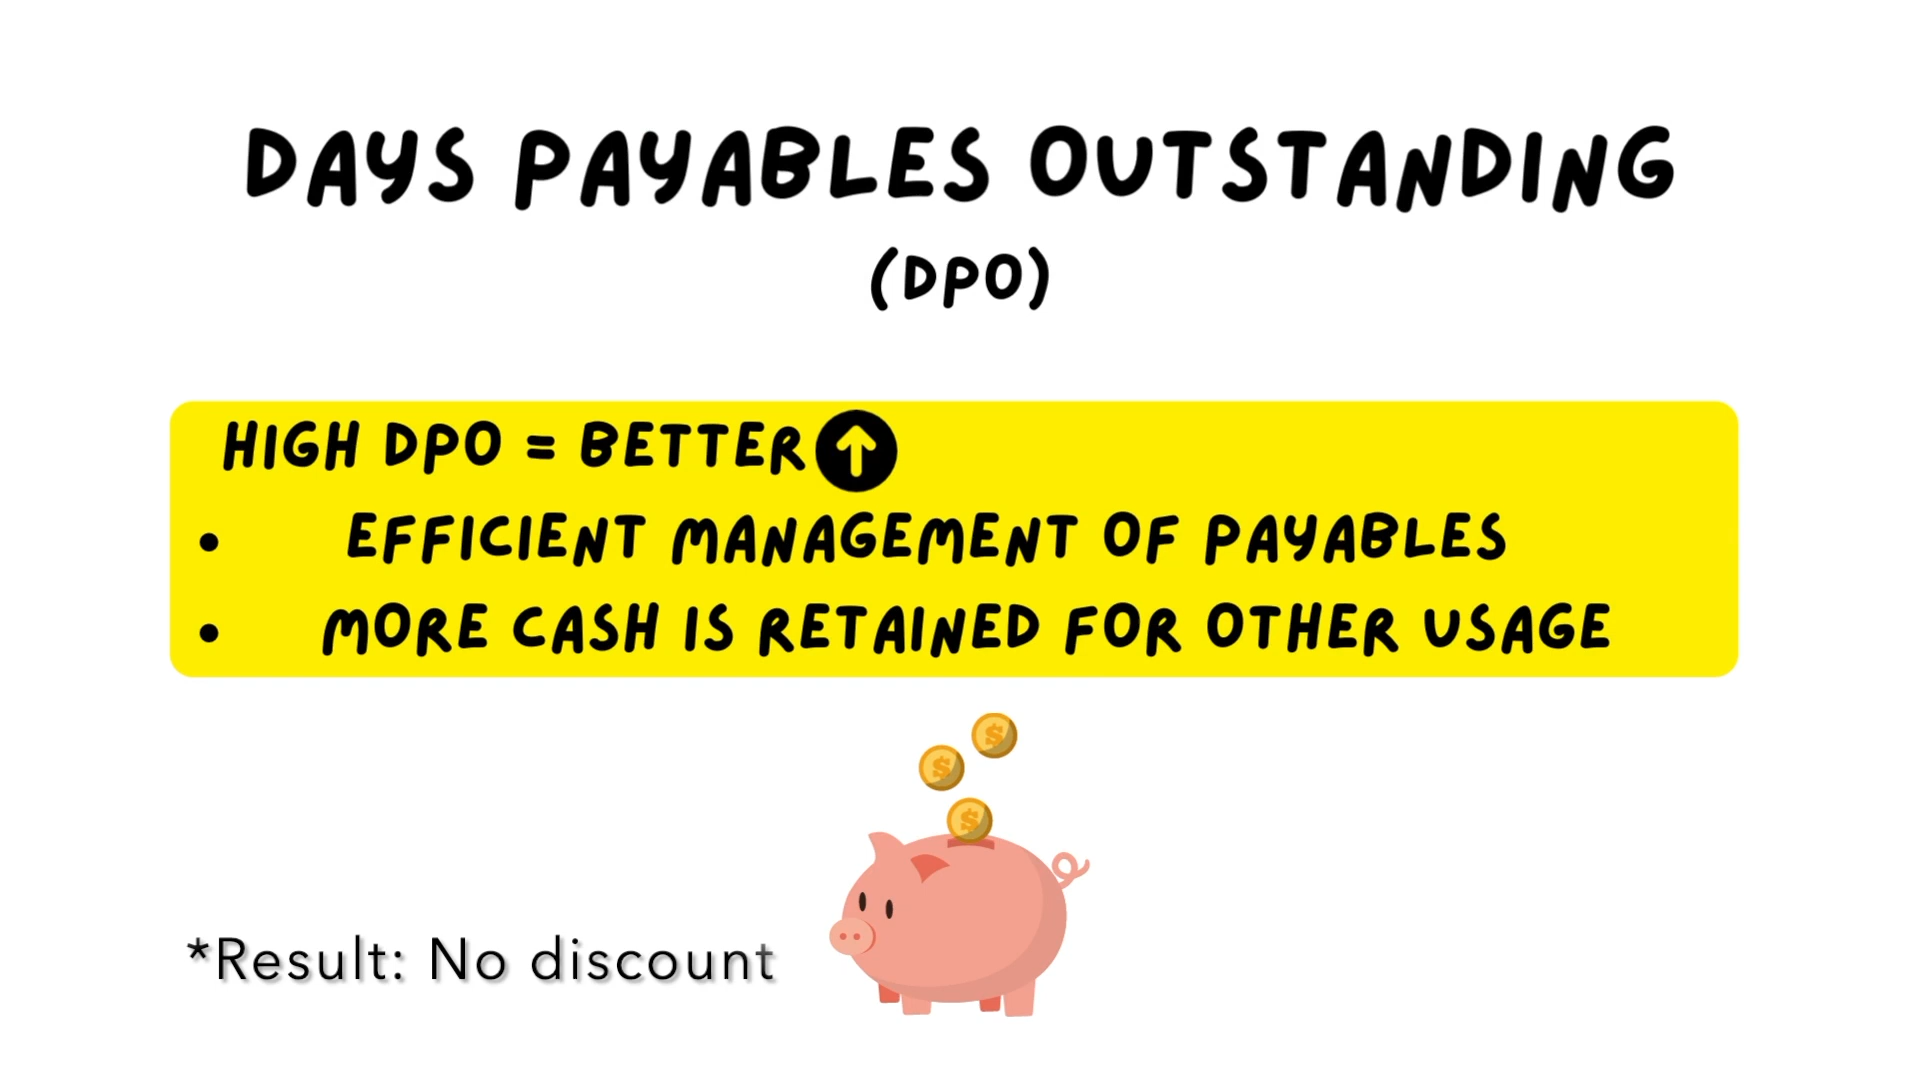 DAYS PAYABLES OUTSTANDING
(DPO)
HIGH DPO = BETTER
• EFFICIENT MANAGEMENT OF PAYABLES
• MORE CASH IS RETAINED FOR OTHER USAGE
$
$
$
*Result: No discount